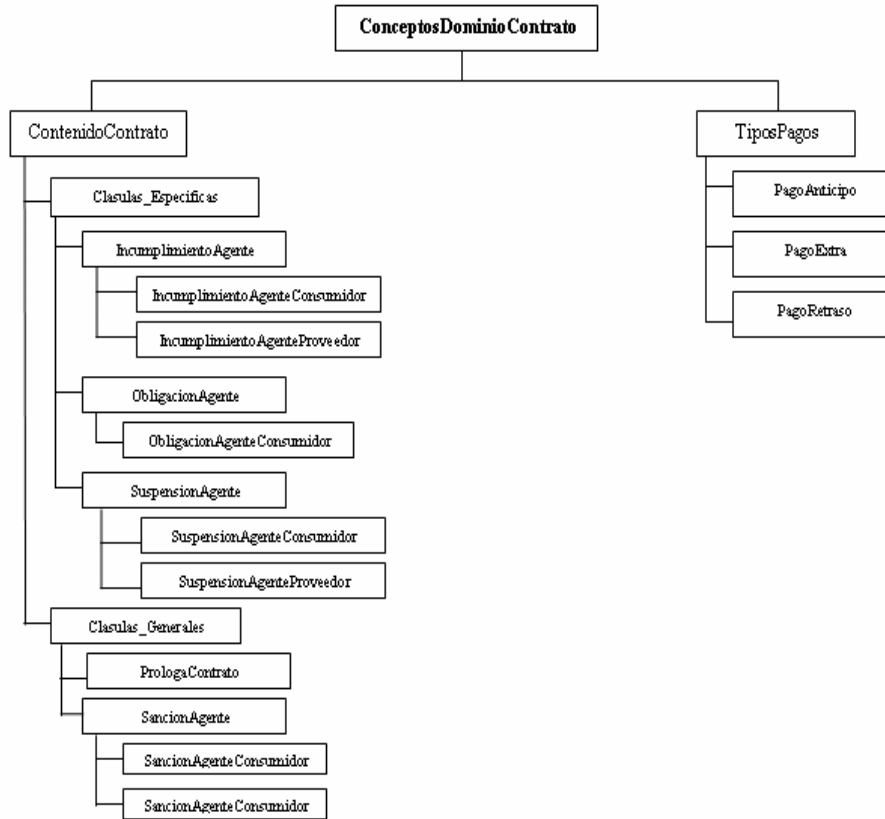 ConceptosDominioContrato
ContenidoContrato
TiposPagos
Clasulas_Especificas
PagoAnticipo
IncumplimientoAgente
PagoExtra
IncumplimientoAgenteConsumidor
PagoRetraso
IncumplimientoAgenteProveedor
ObligacionAgente
ObligacionAgenteConsumidor
SuspensionAgente
SuspensionAgenteConsumidor
SuspensionAgenteProveedor
Clasulas_Generales
PrologaContrato
SancionAgente
SancionAgenteConsumidor
SancionAgenteConsumidor